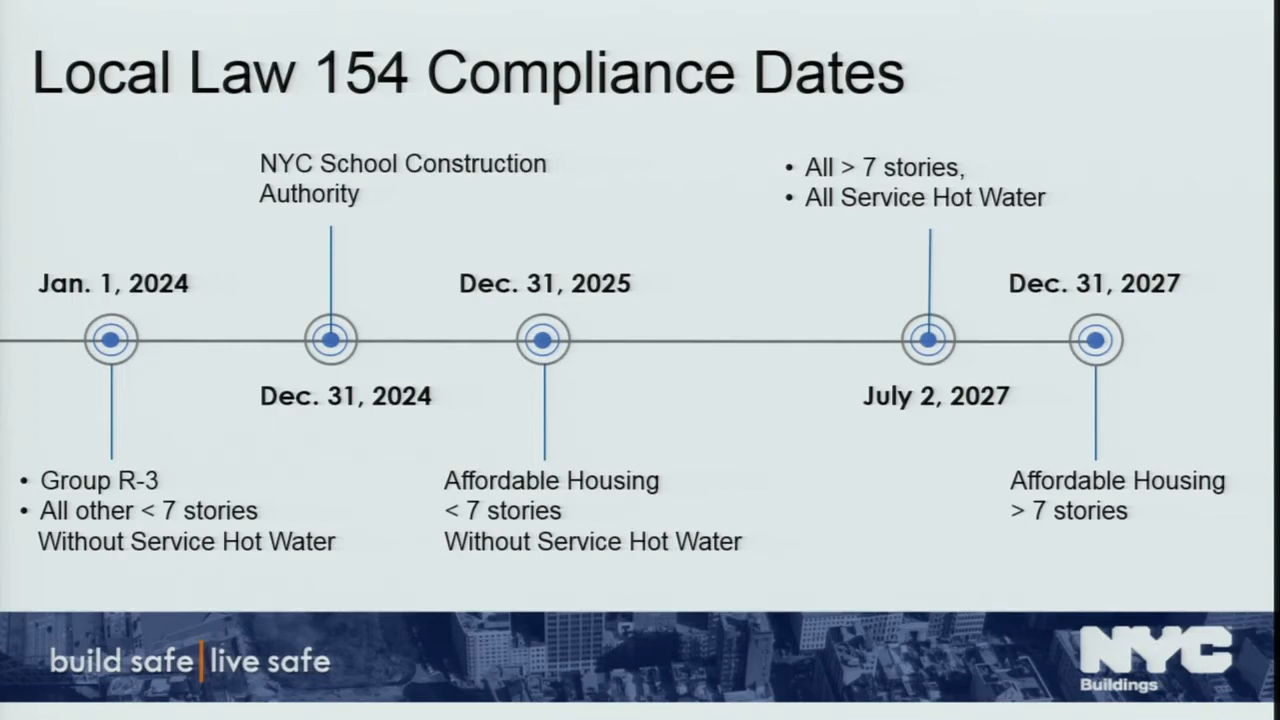 Local Law 154 Compliance Dates
NYC School Construction
Authority
• All > 7 stories,
• All Service Hot Water
Jan. 1, 2024
Dec. 31, 2025
Dec. 31, 2027
Dec. 31, 2024
July 2, 2027
• Group R-3
• All other < 7 stories
Without Service Hot Water
Affordable Housing
< 7 stories
Without Service Hot Water
Affordable Housing
> 7 stories
build safe|live safe
NYC
Buildings